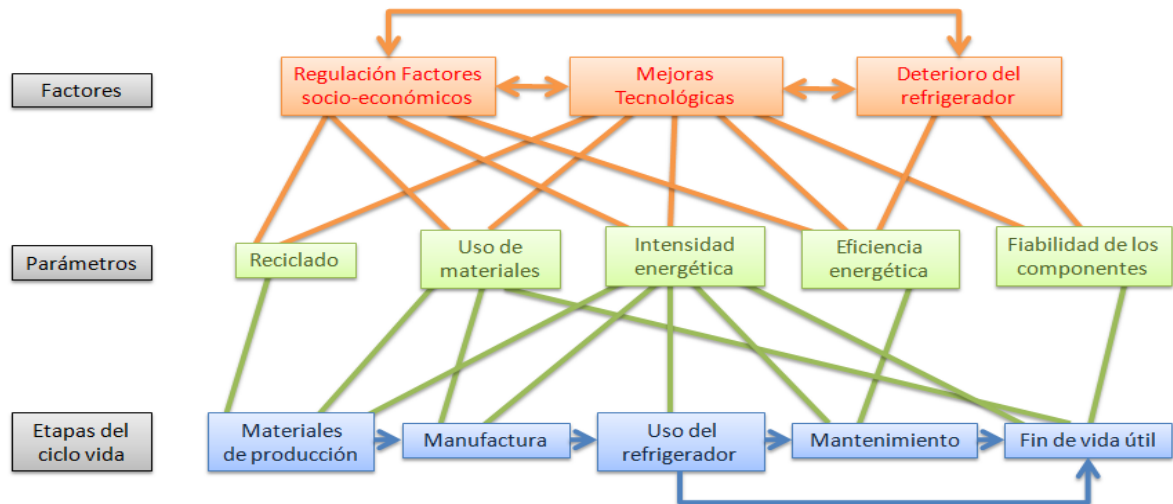 Factores
Regulación Factores
socio-económicos
Mejoras
Tecnológicas
Deterioro del
refrigerador
Parámetros
Reciclado
Uso de
materiales
Intensidad
energética
Eficiencia
energética
Fiabilidad de los
componentes
Etapas del
ciclo vida
Materiales
de producción
Manufactura
Uso del
refrigerador
Mantenimiento
Fin de vida útil